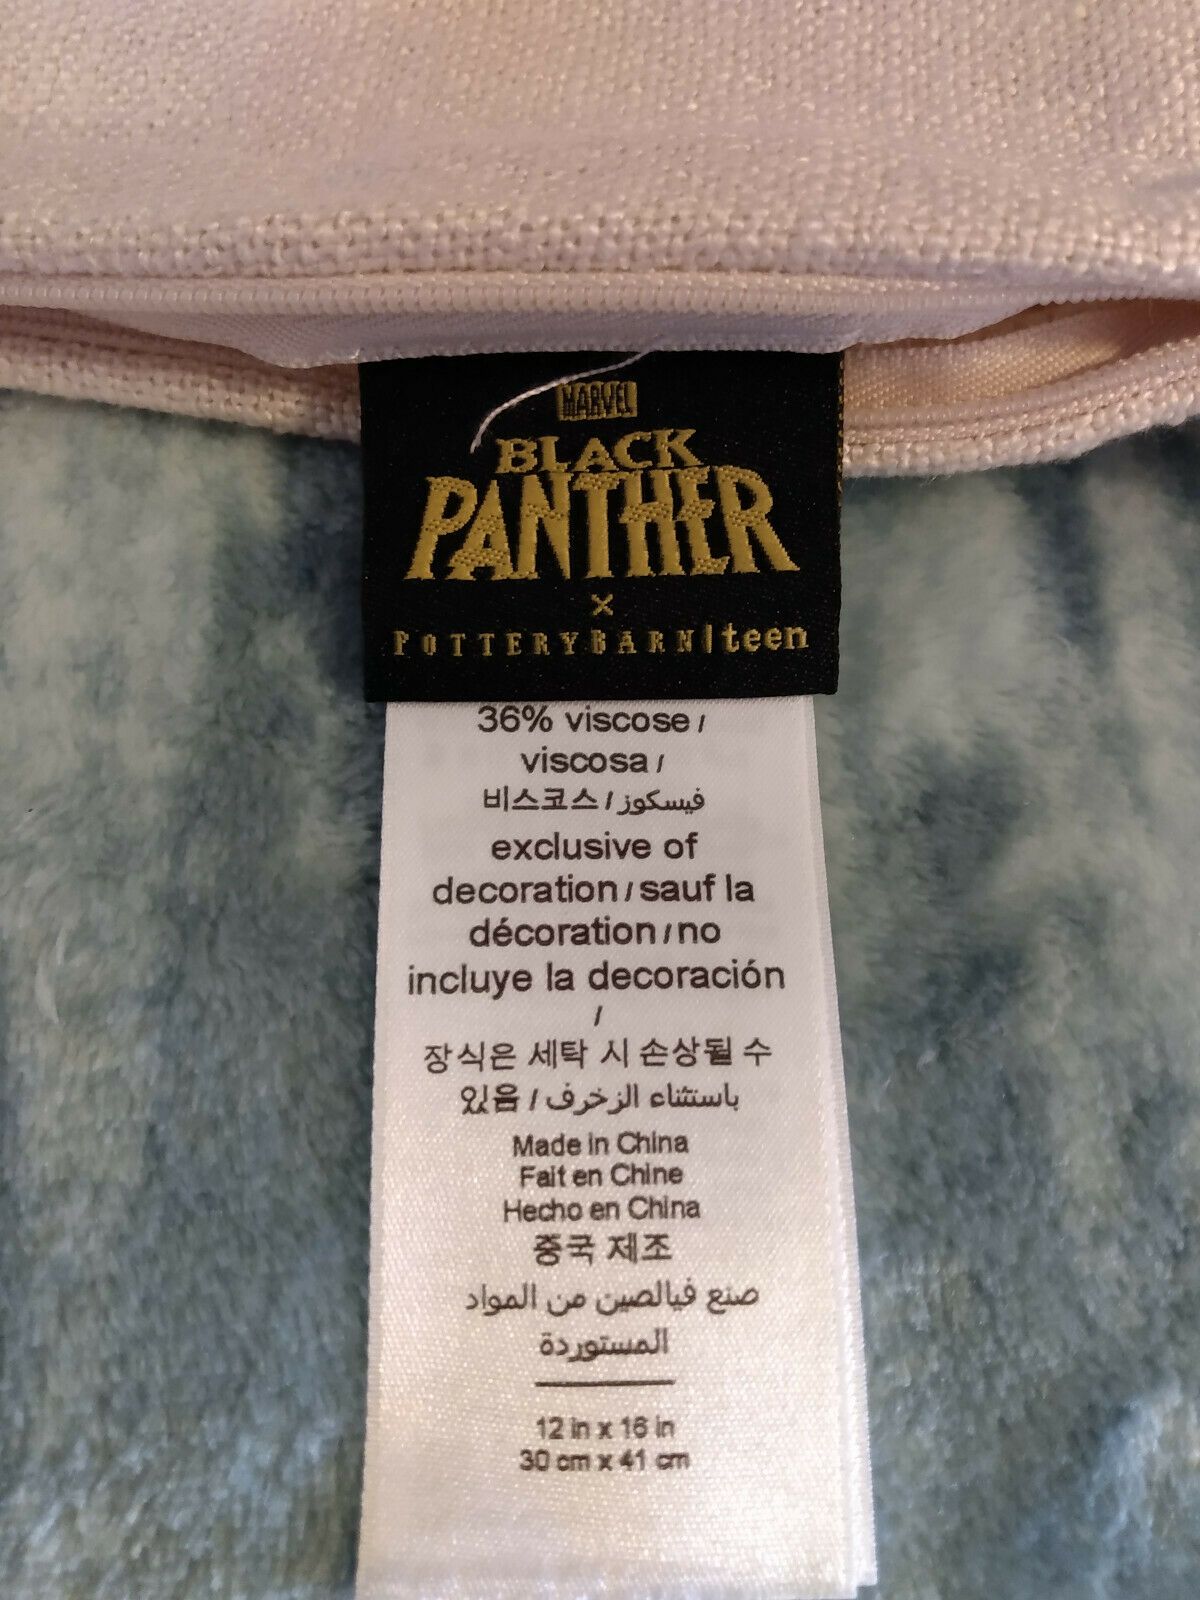 MARVEL
BLACK
PANTHER
x
POTTERYBARN|teen
36% viscose /
viscosa /
비스코스 / فيسكوز
exclusive of
decoration / sauf la
décoration / no
incluye la decoración
/
장식은 세탁 시 손상될 수
있음 / باستثناء الزخرف
Made in China
Fait en Chine
Hecho en China
중국 제조
صنع فيالصين من المواد
المستوردة
12 in x 16 in
30 cm x 41 cm